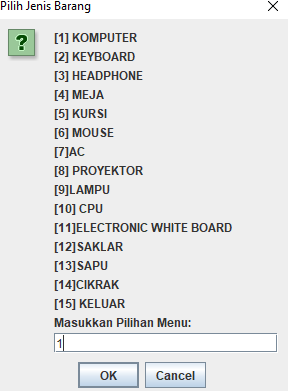 Pilih Jenis Barang
[1] KOMPUTER
[2] KEYBOARD
[3] HEADPHONE
[4] MEJA
[5] KURSI
[6] MOUSE
[7]AC
[8] PROYEKTOR
[9]LAMPU
[10] CPU
[11]ELECTRONIC WHITE BOARD
[12]SAKLAR
[13]SAPU
[14]CIKRAK
[15] KELUAR
Masukkan Pilihan Menu:
1
OK Cancel